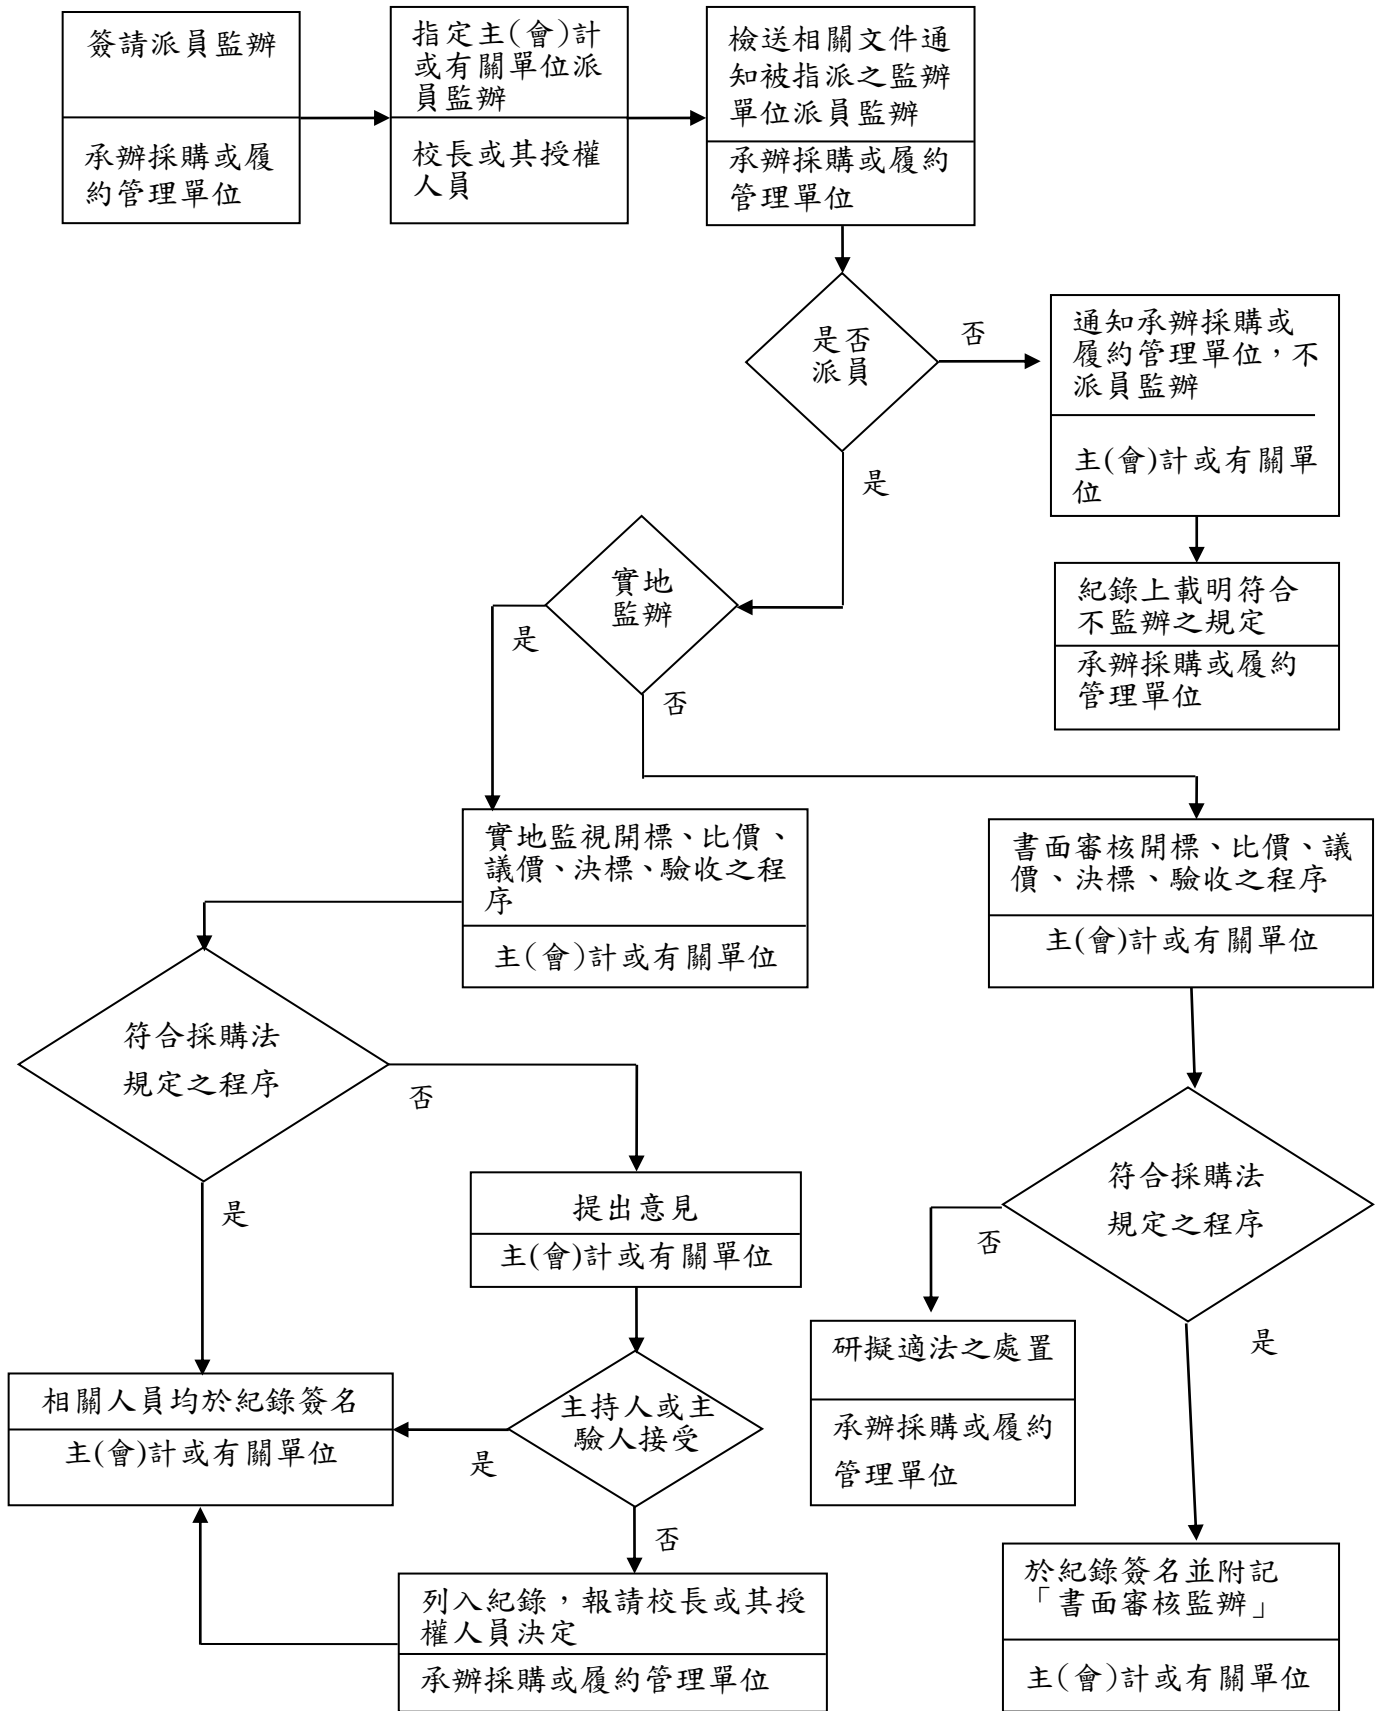 簽請派員監辦
承辦採購或履
約管理單位
指定主(會)計
或有關單位派
員監辦
校長或其授權
人員
檢送相關文件通
知被指派之監辦
單位派員監辦
承辦採購或履約
管理單位
是否
派員
否
通知承辦採購或
履約管理單位，不
派員監辦
主(會)計或有關單
位
是
紀錄上載明符合
不監辦之規定
承辦採購或履約
管理單位
實地
監辦
是
否
實地監視開標、比價、
議價、決標、驗收之程
序
主(會)計或有關單位
書面審核開標、比價、議
價、決標、驗收之程序
主(會)計或有關單位
符合採購法
規定之程序
否
是
提出意見
主(會)計或有關單位
符合採購法
規定之程序
否
是
研擬適法之處置
承辦採購或履約
管理單位
相關人員均於紀錄簽名
主(會)計或有關單位
主持人或主
驗人接受
是
否
列入紀錄，報請校長或其授
權人員決定
承辦採購或履約管理單位
於紀錄簽名並附記
「書面審核監辦」
主(會)計或有關單位